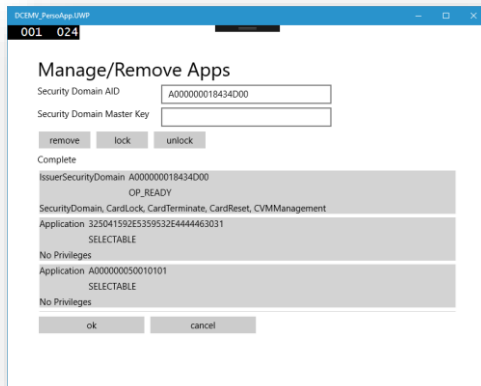 DCEMV_PersoApp.UWP
001 024
Manage/Remove Apps
Security Domain AID A000000018434D00
Security Domain Master Key
remove lock unlock
Complete
IssuerSecurityDomain A000000018434D00
OP_READY
SecurityDomain, CardLock, CardTerminate, CardReset, CVMManagement
Application 325041592E5359532E4444463031
SELECTABLE
No Privileges
Application A000000050010101
SELECTABLE
No Privileges
ok cancel